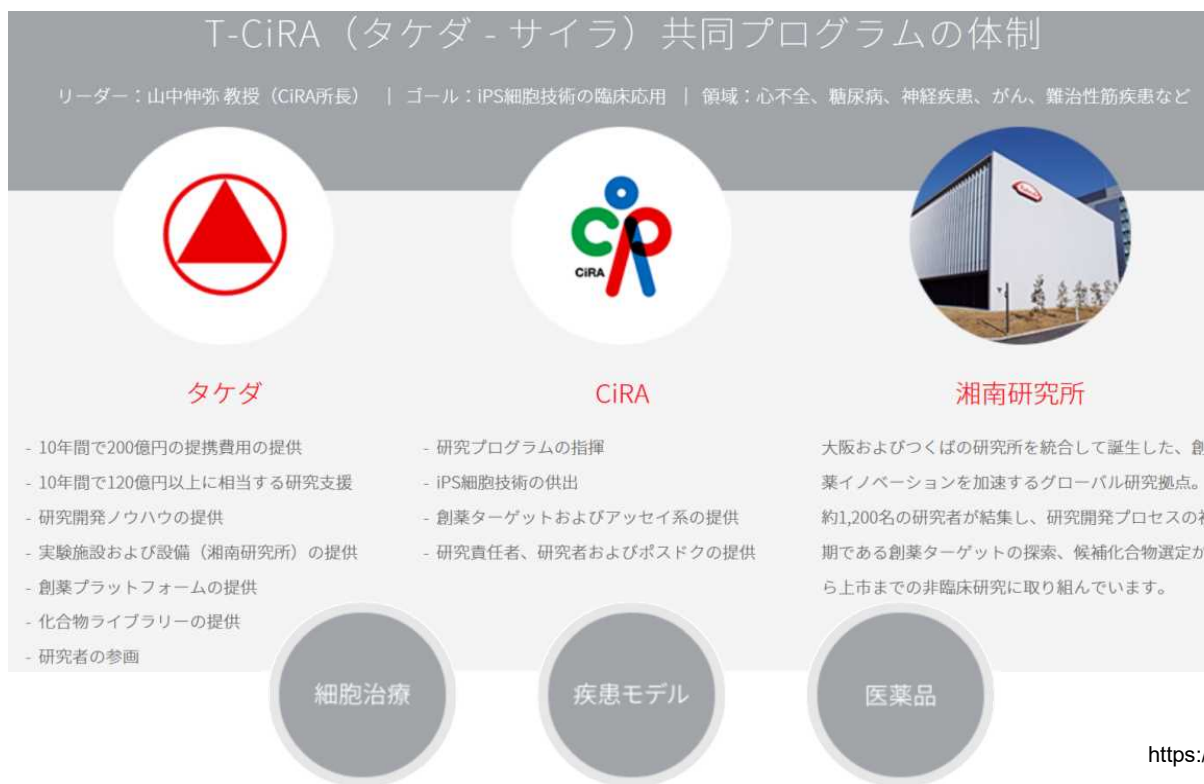 T-CiRA（タケダ - サイラ）共同プログラムの体制
リーダー：山中伸弥 教授（CiRA所長） | ゴール：iPS細胞技術の臨床応用 | 領域：心不全、糖尿病、神経疾患、がん、難治性筋疾患など
CiRA
タケダ
- 10年間で200億円の提携費用の提供
- 10年間で120億円以上に相当する研究支援
- 研究開発ノウハウの提供
- 実験施設および設備（湘南研究所）の提供
- 創薬プラットフォームの提供
- 化合物ライブラリーの提供
- 研究者の参画
CiRA
- 研究プログラムの指揮
- iPS細胞技術の供出
- 創薬ターゲットおよびアッセイ系の提供
- 研究責任者、研究者およびポスドクの提供
湘南研究所
大阪およびつくばの研究所を統合して誕生した、創
薬イノベーションを加速するグローバル研究拠点。
約1,200名の研究者が結集し、研究開発プロセスの
期である創薬ターゲットの探索、候補化合物選定か
ら上市までの非臨床研究に取り組んでいます。
細胞治療
疾患モデル
医薬品
https:/